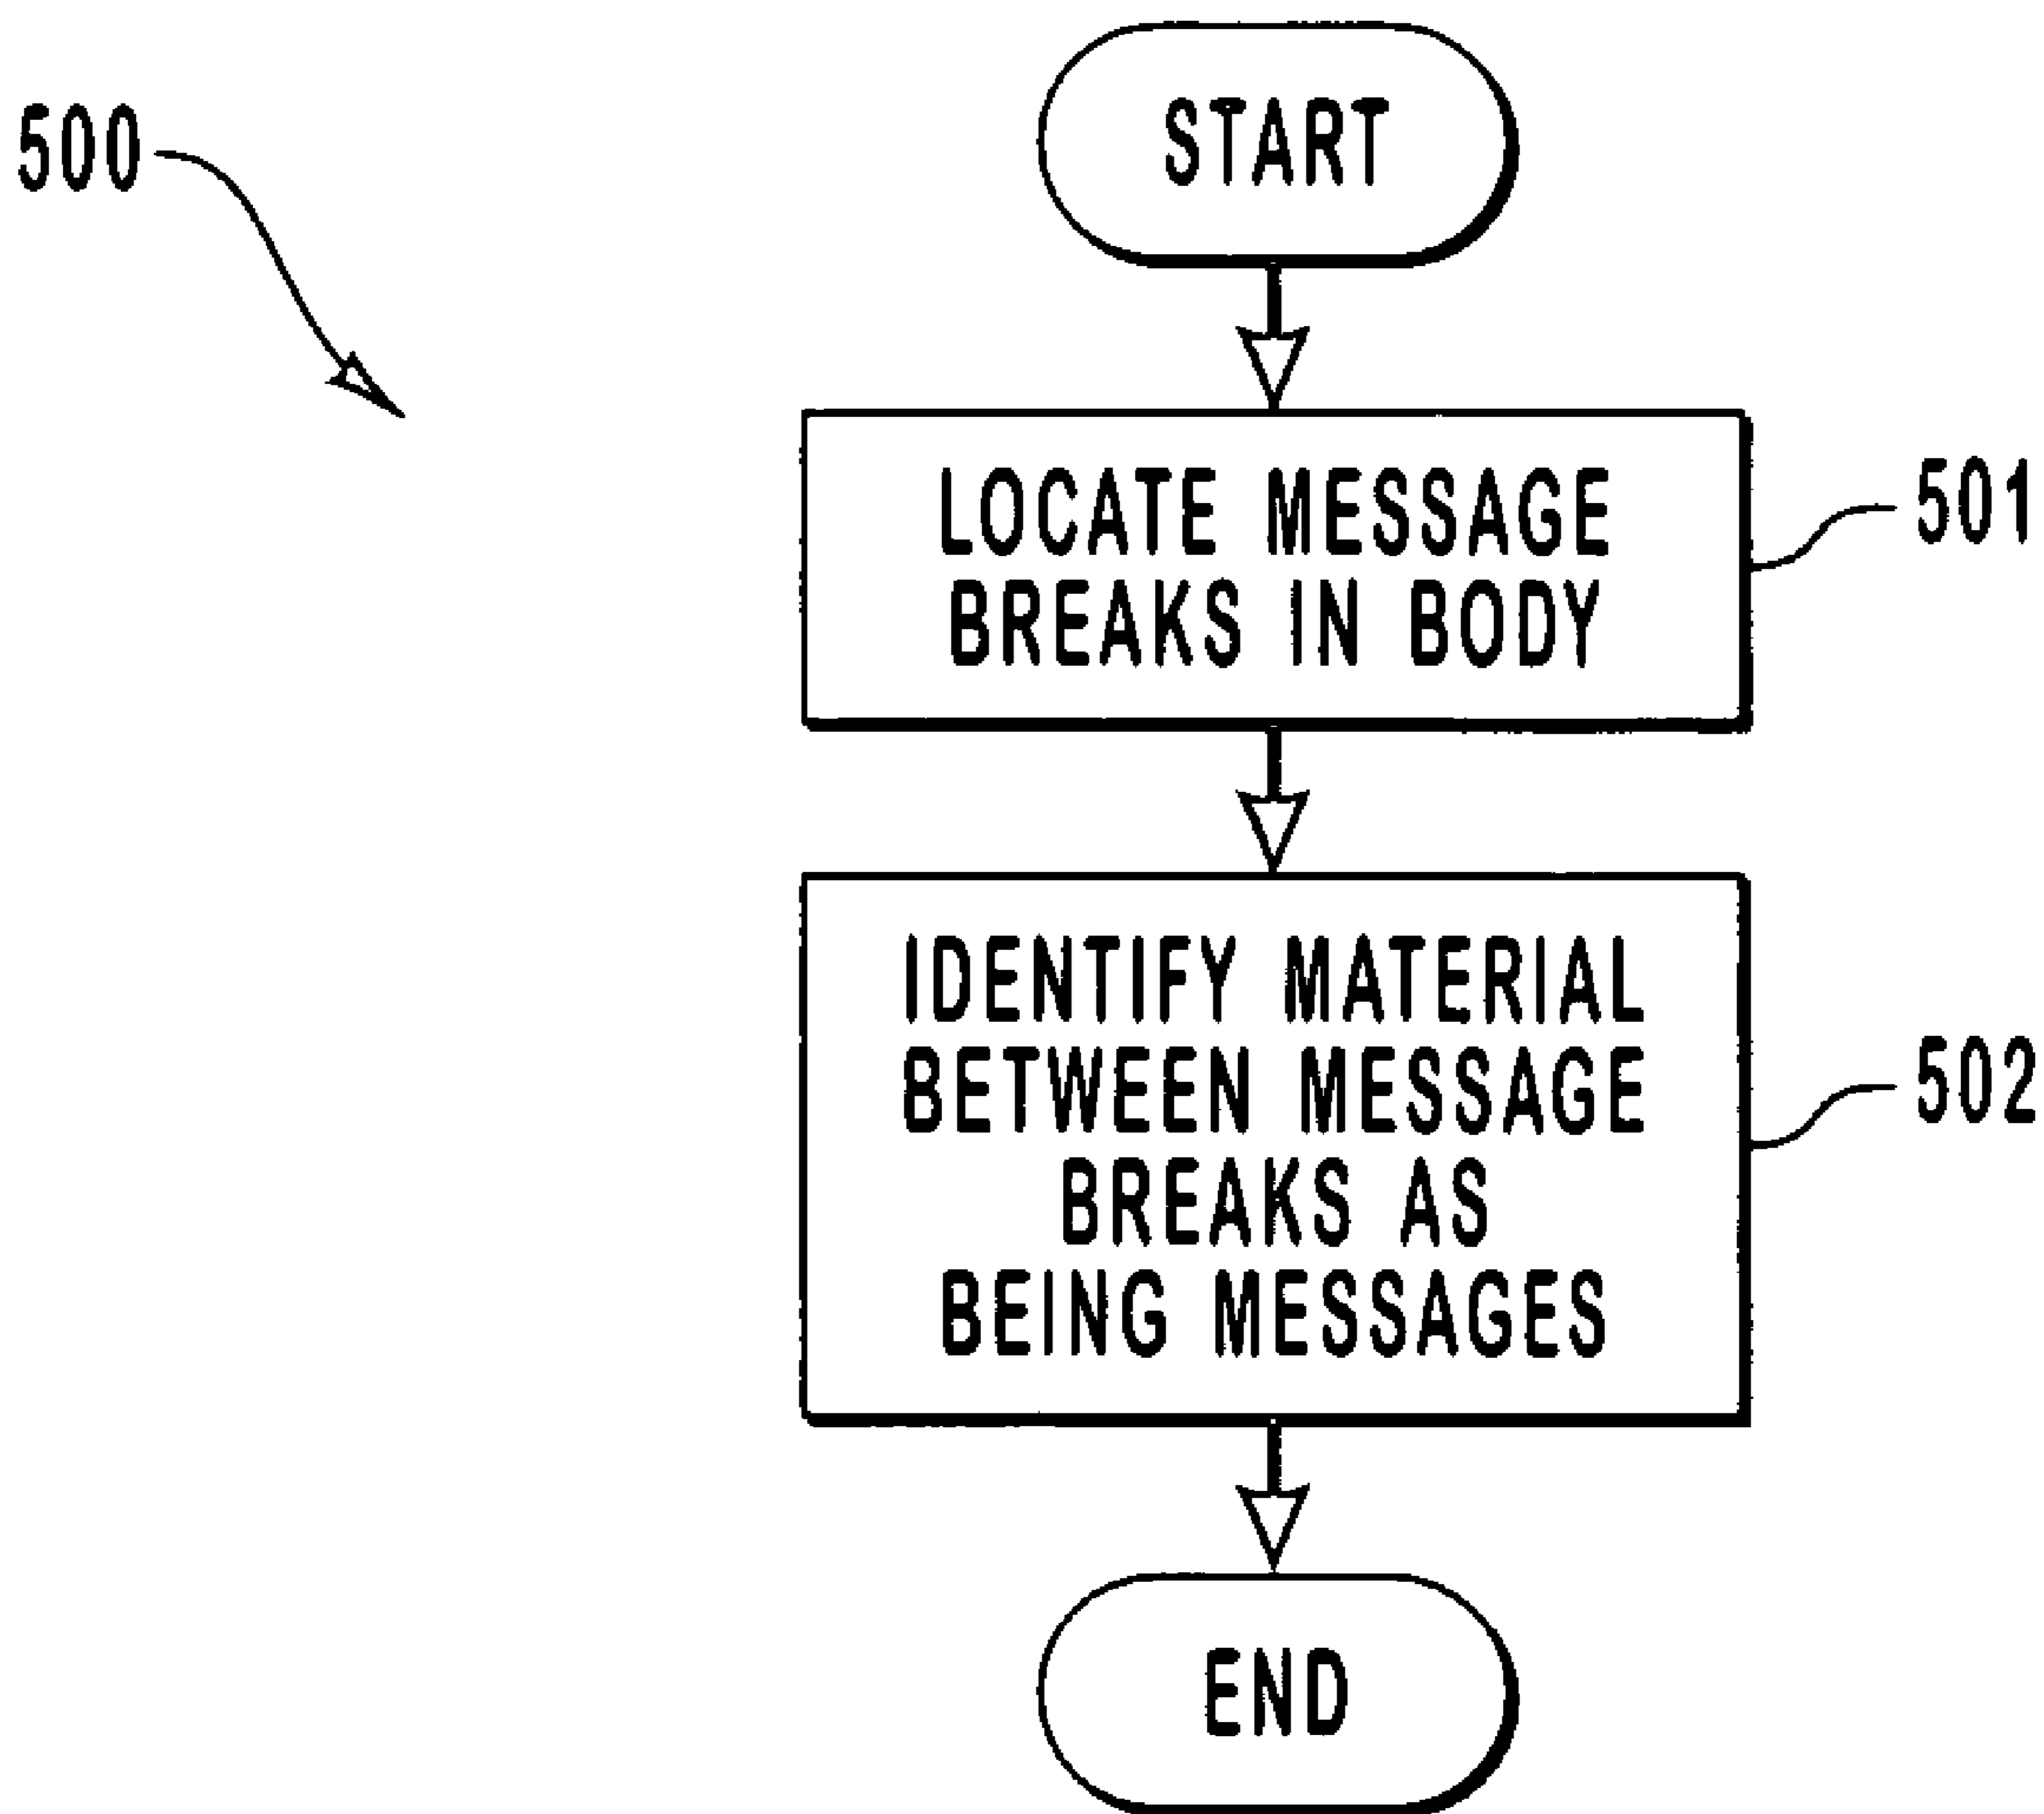 500
START
LOCATE MESSAGE
BREAKS IN BODY
501
IDENTIFY MATERIAL
BETWEEN MESSAGE
BREAKS AS
BEING MESSAGES
502
END